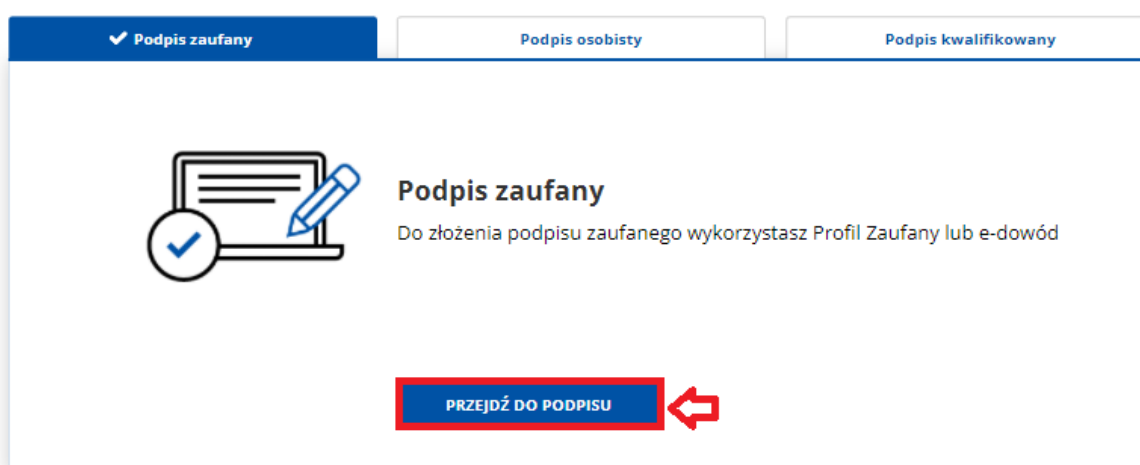 Podpis zaufany
Podpis osobisty
Podpis kwalifikowany
Podpis zaufany
Do złożenia podpisu zaufanego wykorzystasz Profil Zaufany lub e-dowód
PRZEJDŹ DO PODPISU